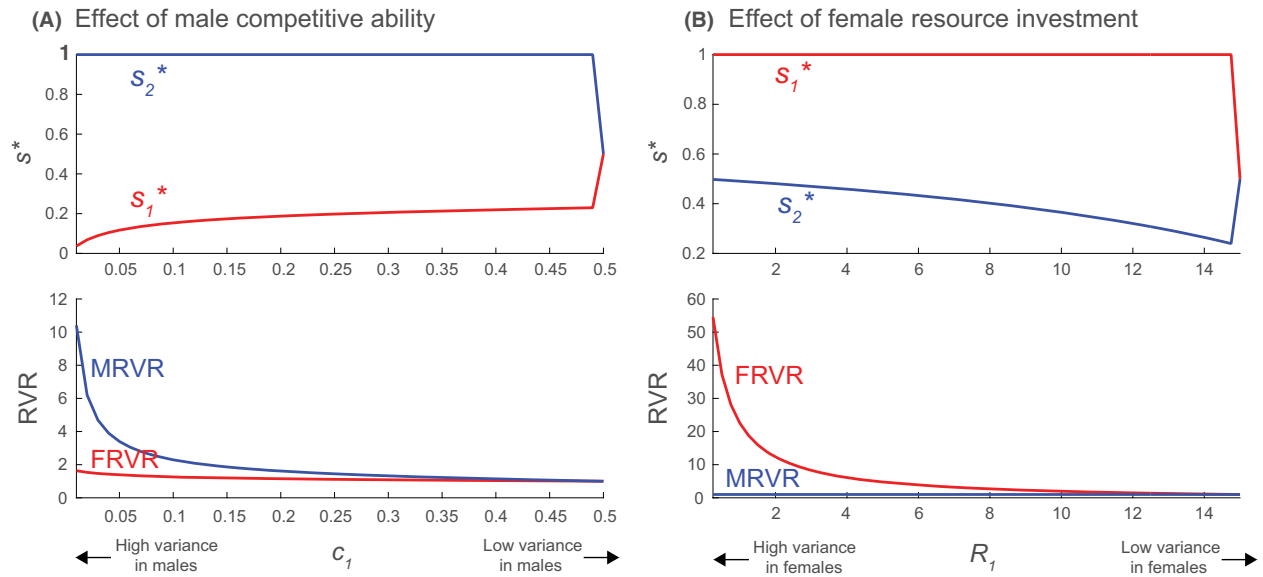 (A) Effect of male competitive ability
1
0.8
0.6
0.4
0.2
0
s*
s2*
s1*
0.05 0.1 0.15 0.2 0.25 0.3 0.35 0.4 0.45 0.5
12
10
8
6
4
2
0
RVR
MRVR
FRVR
0.05 0.1 0.15 0.2 0.25 0.3 0.35 0.4 0.45 0.5
High variance
in males
c1
Low variance
in males
(B) Effect of female resource investment
1
0.8
0.6
0.4
0.2
s*
s1*
s2*
2 4 6 8 10 12 14
60
50
40
30
20
10
0
RVR
FRVR
MRVR
2 4 6 8 10 12 14
High variance
in females
R1
Low variance
in females